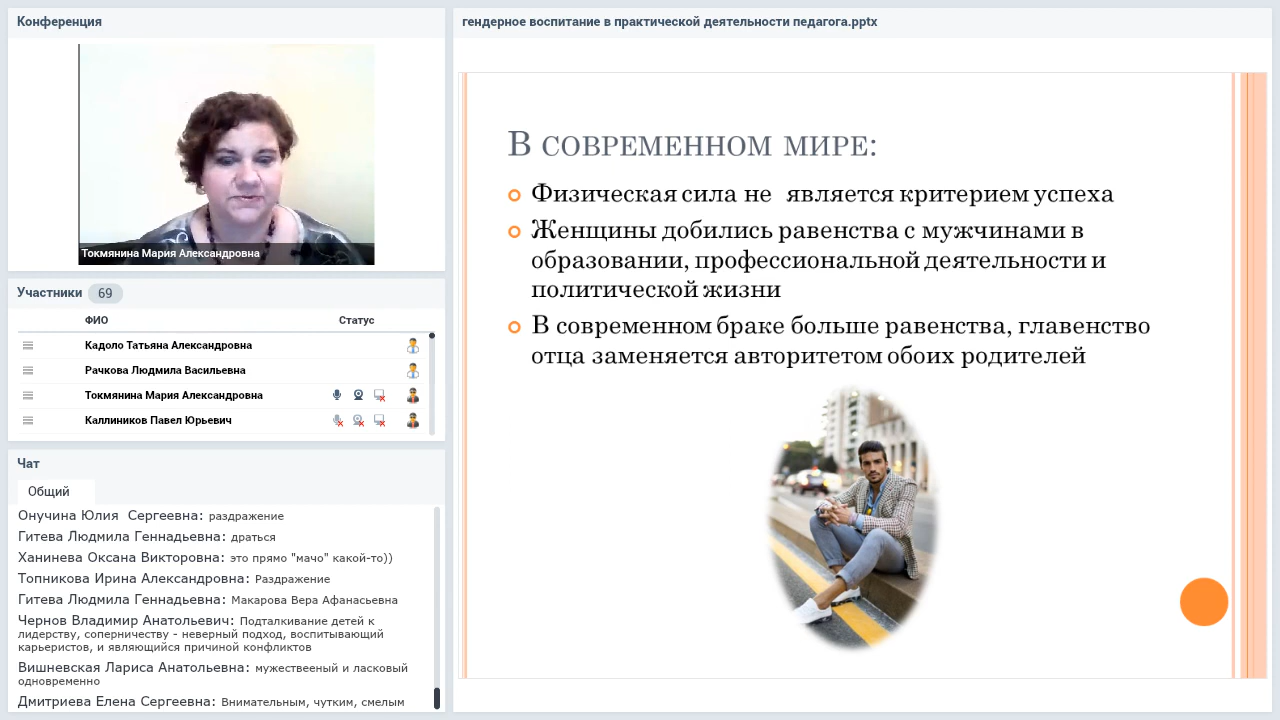 Конференция
Токмянина Мария Александровна
Участники 69
ФИО Статус
Кадоло Татьяна Александровна
Рачкова Людмила Васильевна
Токмянина Мария Александровна
Каллиников Павел Юрьевич
Чат
Общий
Онучина Юлия Сергеевна: раздражение
Гитева Людмила Геннадьевна: драться
Ханинева Оксана Викторовна: это прямо "мачо" какой-то))
Топникова Ирина Александровна: Раздражение
Гитева Людмила Геннадьевна: Макарова Вера Афанасьевна
Чернов Владимир Анатольевич: Подталкивание детей к
лидерству, соперничеству - неверный подход, воспитывающий
карьеристов, и являющийся причиной конфликтов
Вишневская Лариса Анатольевна: мужествееный и ласковый
одновременно
Дмитриева Елена Сергеевна: Внимательным, чутким, смелым
гендерное воспитание в практической деятельности педагога.pptx
В СОВРЕМЕННОМ МИРЕ:
Физическая сила не является критерием успеха
Женщины добились равенства с мужчинами в
образовании, профессиональной деятельности и
политической жизни
В современном браке больше равенства, главенство
отца заменяется авторитетом обоих родителей